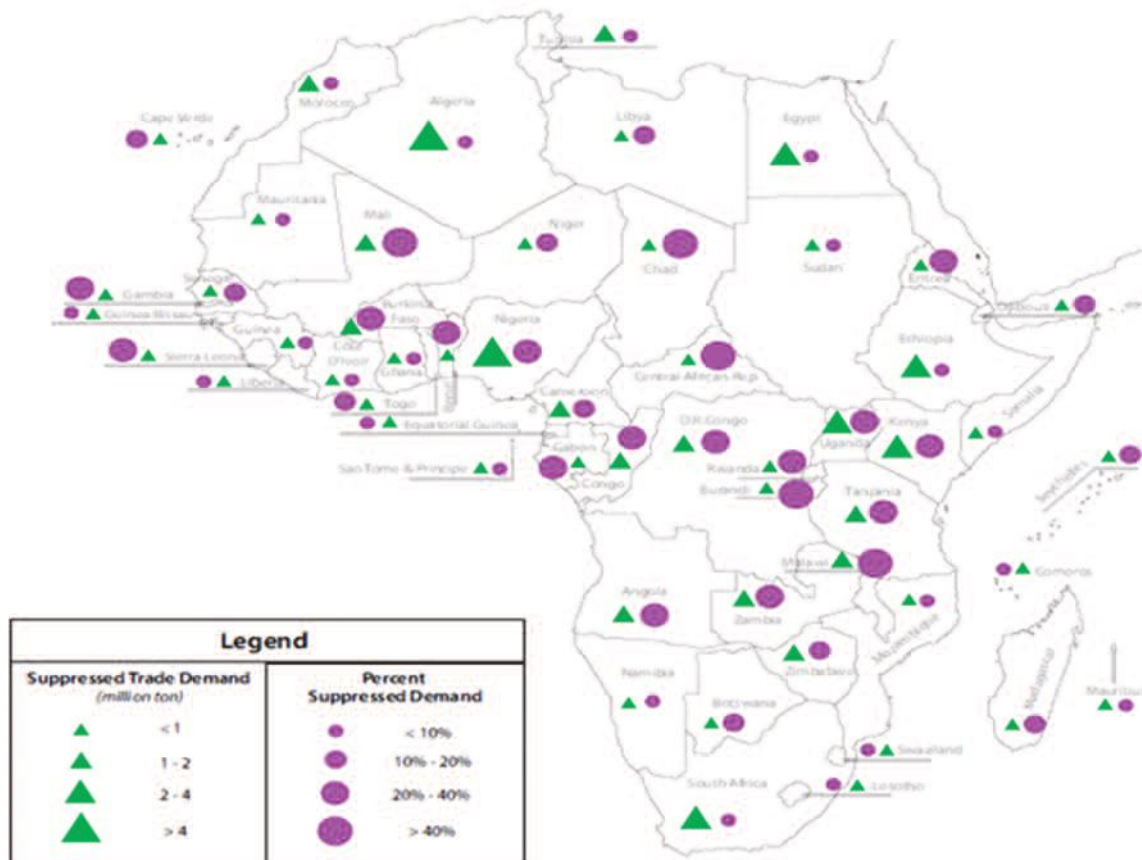 Tunisia
Morocco
Algeria
Libya
Egypt
Cape Verde
Mauritania
Mali
Niger
Chad
Sudan
Eritrea
Senegal
Gambia
Guinea Bissau
Burkina
Faso
Nigeria
Djibouti
Guinea
Cote
D'Ivoir
Ghana
Ethiopia
Sierra Leone
Central African Rep.
Somalia
Liberia
Togo
Benin
Cameroon
Equatorial Guinea
D.R.Congo
Uganda
Kenya
Gabon
Sao Tome & Principe
Congo
Rwanda
Burundi
Tanzania
Seychelles
Malawi
Comoros
Angola
Zambia
Mozambique
Zimbabwe
Namibia
Botswana
Madagascar
Mauritius
Swaziland
South Africa
Lesotho
Legend
Suppressed Trade Demand
(million ton)
Percent
Suppressed Demand
< 1
< 10%
1 - 2
10% - 20%
2 - 4
20% - 40%
> 4
> 40%